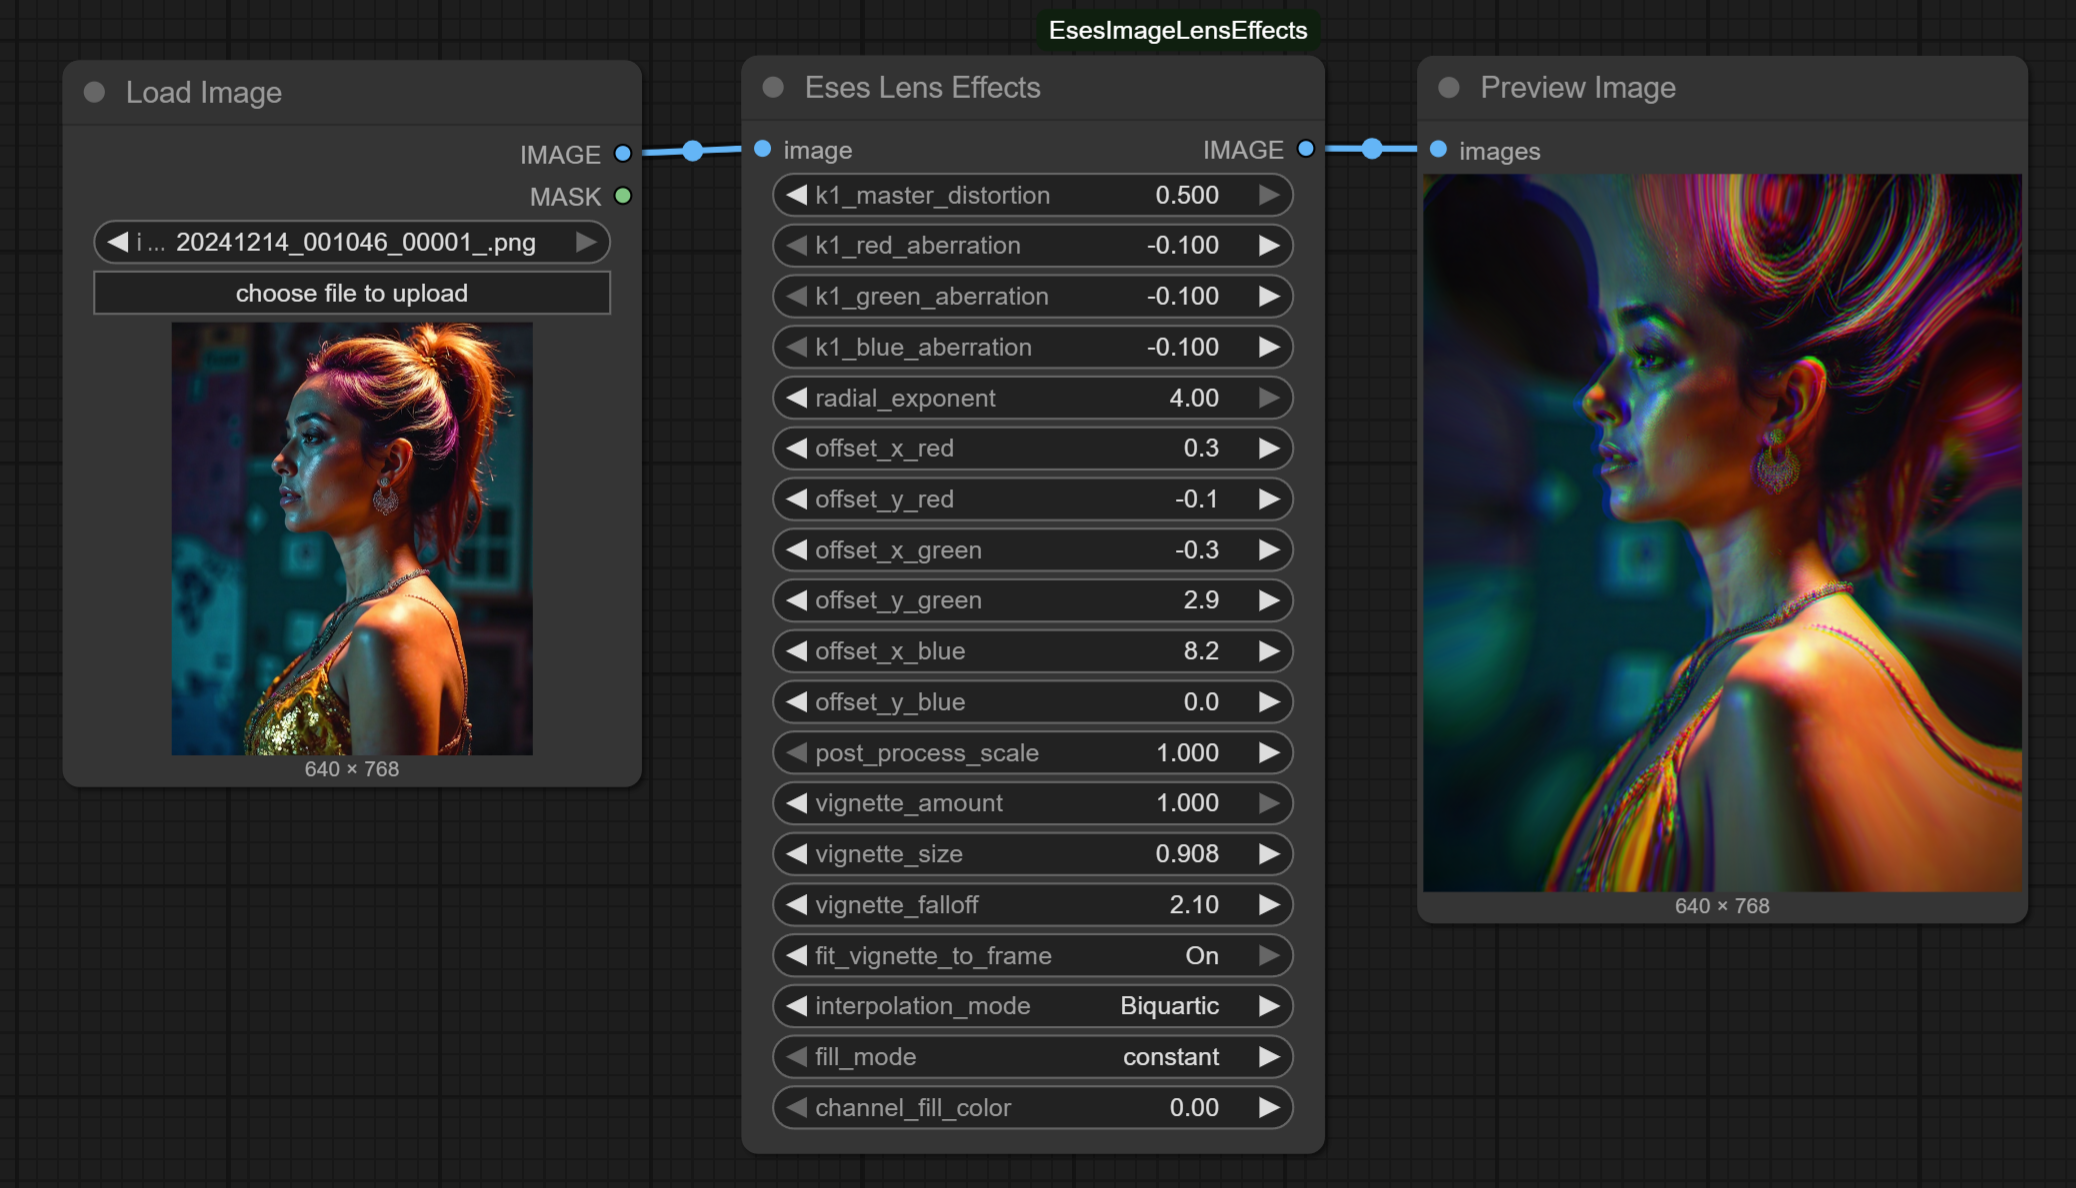 EsesImageLensEffects
Load Image
IMAGE
MASK
i ... 20241214_001046_00001_.png
choose file to upload
640 × 768
Eses Lens Effects
image IMAGE
k1_master_distortion 0.500
k1_red_aberration -0.100
k1_green_aberration -0.100
k1_blue_aberration -0.100
radial_exponent 4.00
offset_x_red 0.3
offset_y_red -0.1
offset_x_green -0.3
offset_y_green 2.9
offset_x_blue 8.2
offset_y_blue 0.0
post_process_scale 1.000
vignette_amount 1.000
vignette_size 0.908
vignette_falloff 2.10
fit_vignette_to_frame On
interpolation_mode Biquartic
fill_mode constant
channel_fill_color 0.00
Preview Image
images
640 × 768